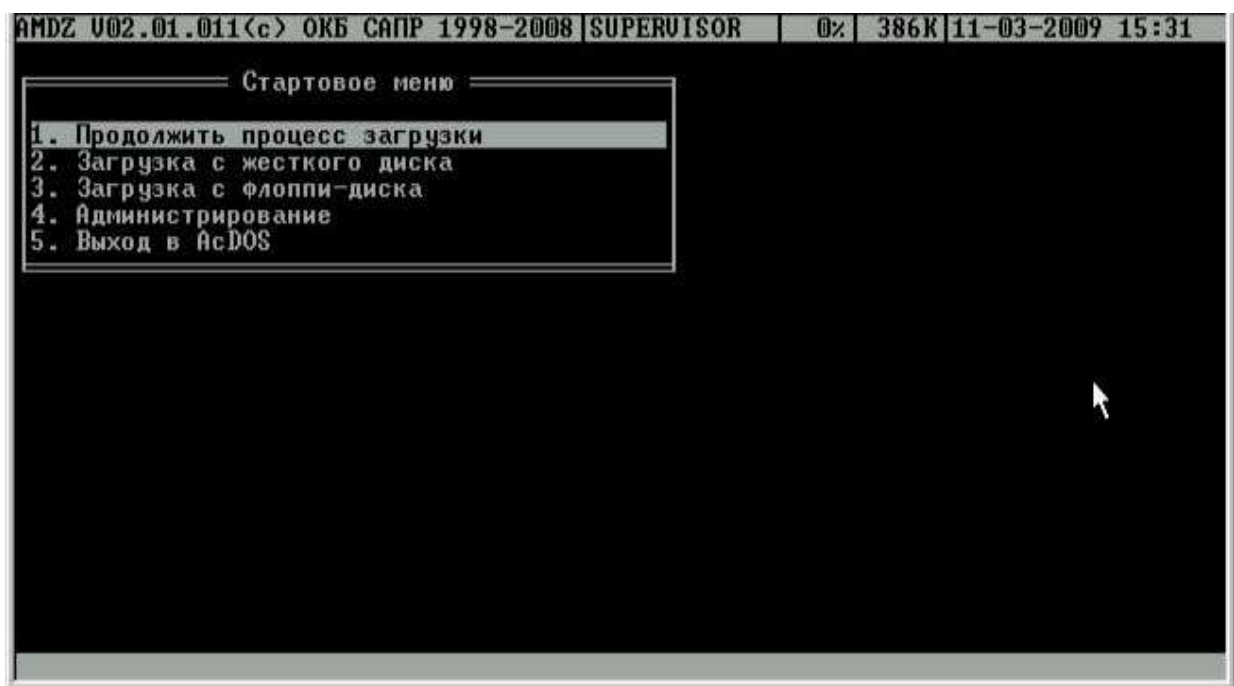 AMDZ V02.01.011(c) ОКБ САПР 1998-2008|SUPERVISOR | 0%| 386K|11-03-2009 15:31
Стартовое меню
1. Продолжить процесс загрузки
2. Загрузка с жесткого диска
3. Загрузка с флоппи-диска
4. Администрирование
5. Выход в AcDOS